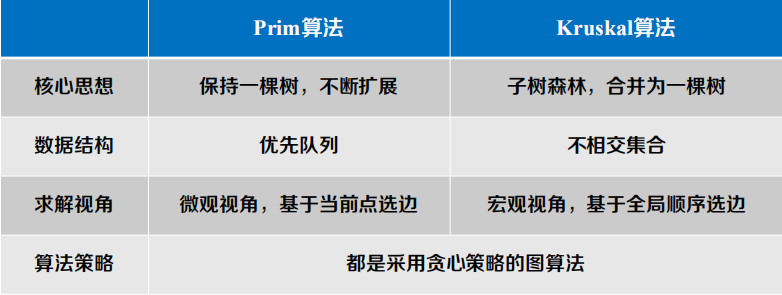 Prim算法 Kruskal算法
核心思想 保持一棵树，不断扩展 子树森林，合并为一棵树
数据结构 优先队列 不相交集合
求解视角 微观视角，基于当前点选边 宏观视角，基于全局顺序选边
算法策略 都是采用贪心策略的图算法